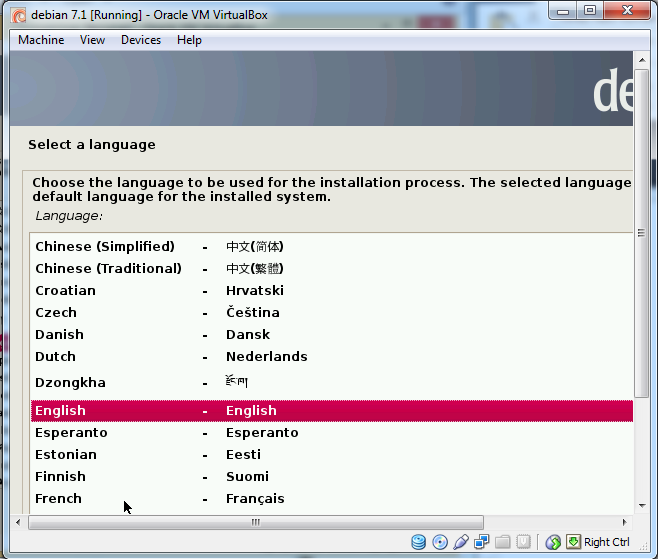 debian 7.1 [Running] - Oracle VM VirtualBox
Machine View Devices Help
de
Select a language
Choose the language to be used for the installation process. The selected language
default language for the installed system.
Language:
Chinese (Simplified) - 中文(简体)
Chinese (Traditional) - 中文(繁體)
Croatian - Hrvatski
Czech - Čeština
Danish - Dansk
Dutch - Nederlands
Dzongkha - རྫོང་ཁ།
English - English
Esperanto - Esperanto
Estonian - Eesti
Finnish - Suomi
French - Français
Right Ctrl